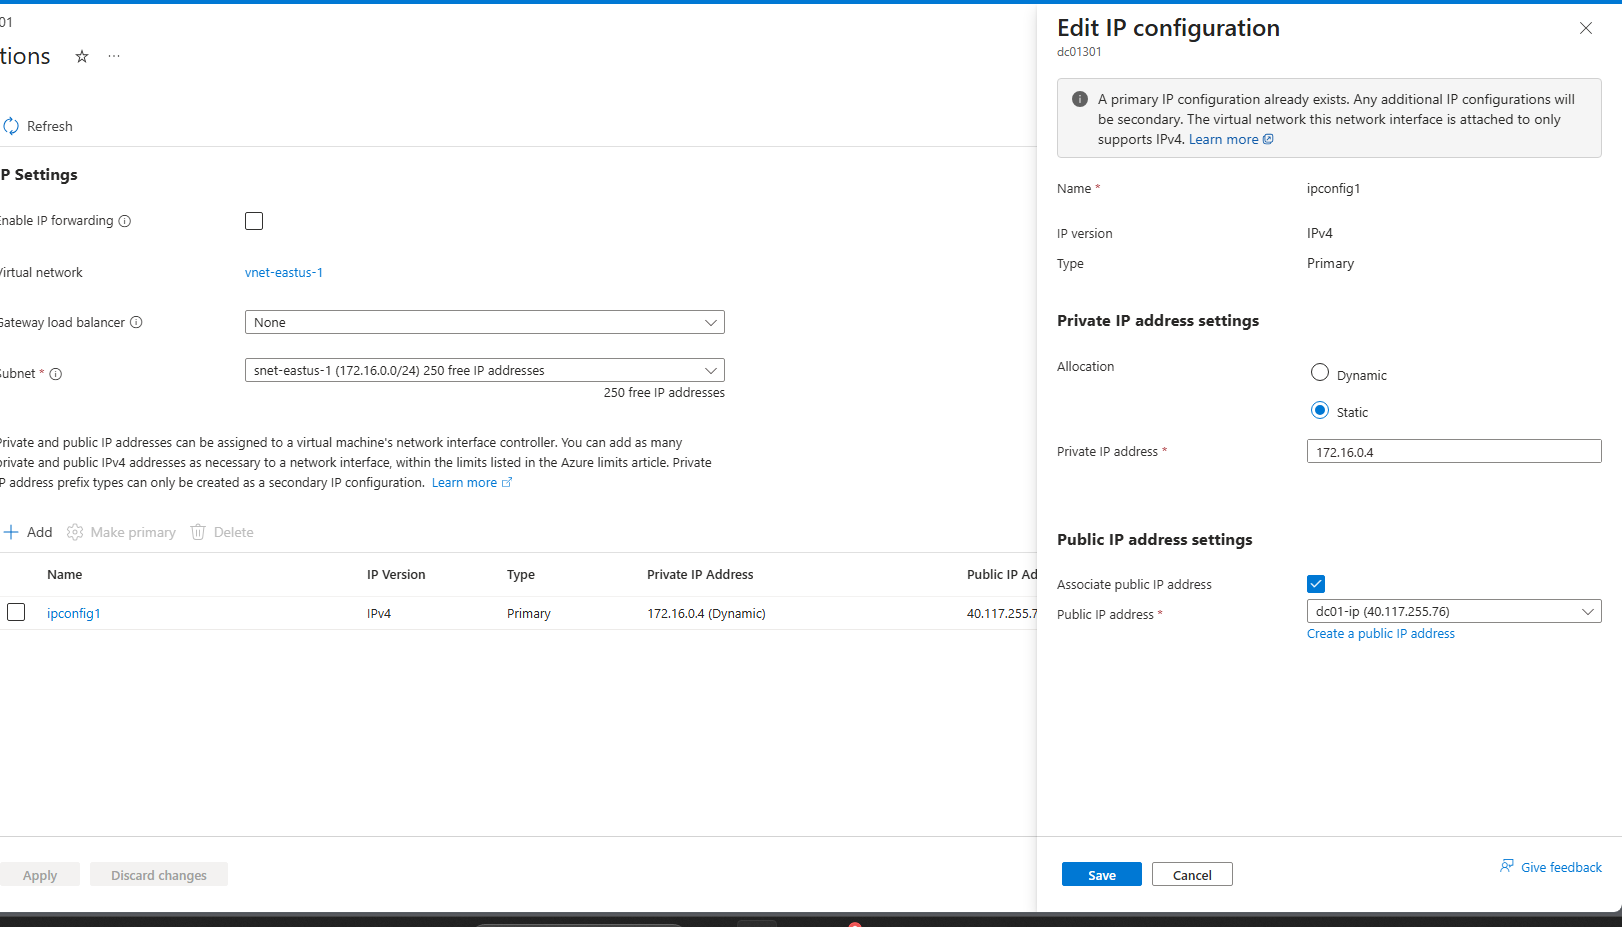 01
tions
...
Refresh
P Settings
Enable IP forwarding
Virtual network
vnet-eastus-1
Gateway load balancer
None
Subnet *
snet-eastus-1 (172.16.0.0/24) 250 free IP addresses
250 free IP addresses
Private and public IP addresses can be assigned to a virtual machine's network interface controller. You can add as many
private and public IPv4 addresses as necessary to a network interface, within the limits listed in the Azure limits article. Private
IP address prefix types can only be created as a secondary IP configuration. Learn more
Add Make primary Delete
Name IP Version Type Private IP Address Public IP Ad
ipconfig1 IPv4 Primary 172.16.0.4 (Dynamic) 40.117.255.7
Apply Discard changes
Edit IP configuration
dc01301
A primary IP configuration already exists. Any additional IP configurations will
be secondary. The virtual network this network interface is attached to only
supports IPv4. Learn more
Name * ipconfig1
IP version IPv4
Type Primary
Private IP address settings
Allocation
Dynamic
Static
Private IP address * 172.16.0.4
Public IP address settings
Associate public IP address
Public IP address * dc01-ip (40.117.255.76)
Create a public IP address
Save Cancel
Give feedback